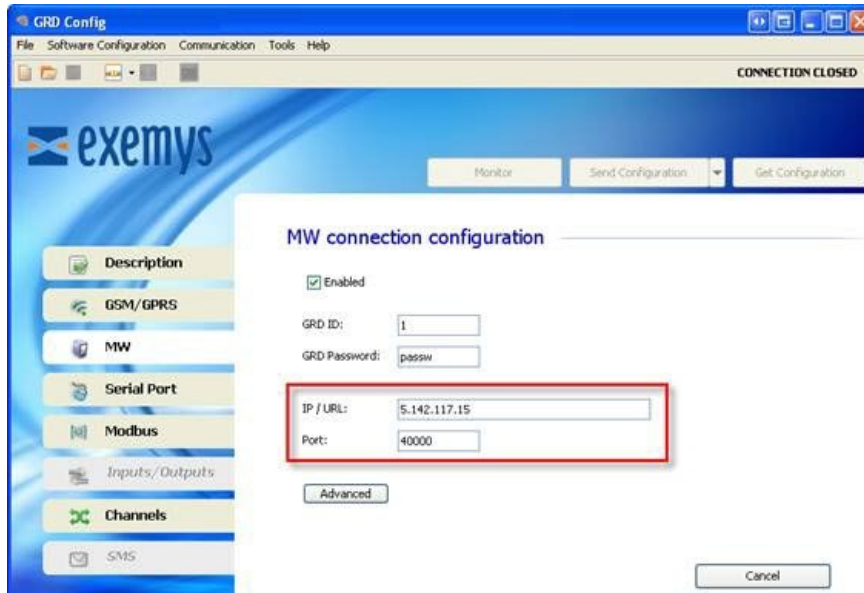 GRD Config
File Software Configuration Communication Tools Help
CONNECTION CLOSED
exemys
Monitor Send Configuration Get Configuration
MW connection configuration
Description
Enabled
GSM/GPRS
GRD ID: 1
MW
GRD Password: passw
Serial Port
IP / URL: 5.142.117.15
Modbus
Port: 40000
Inputs/Outputs
Advanced
Channels
SMS
Cancel